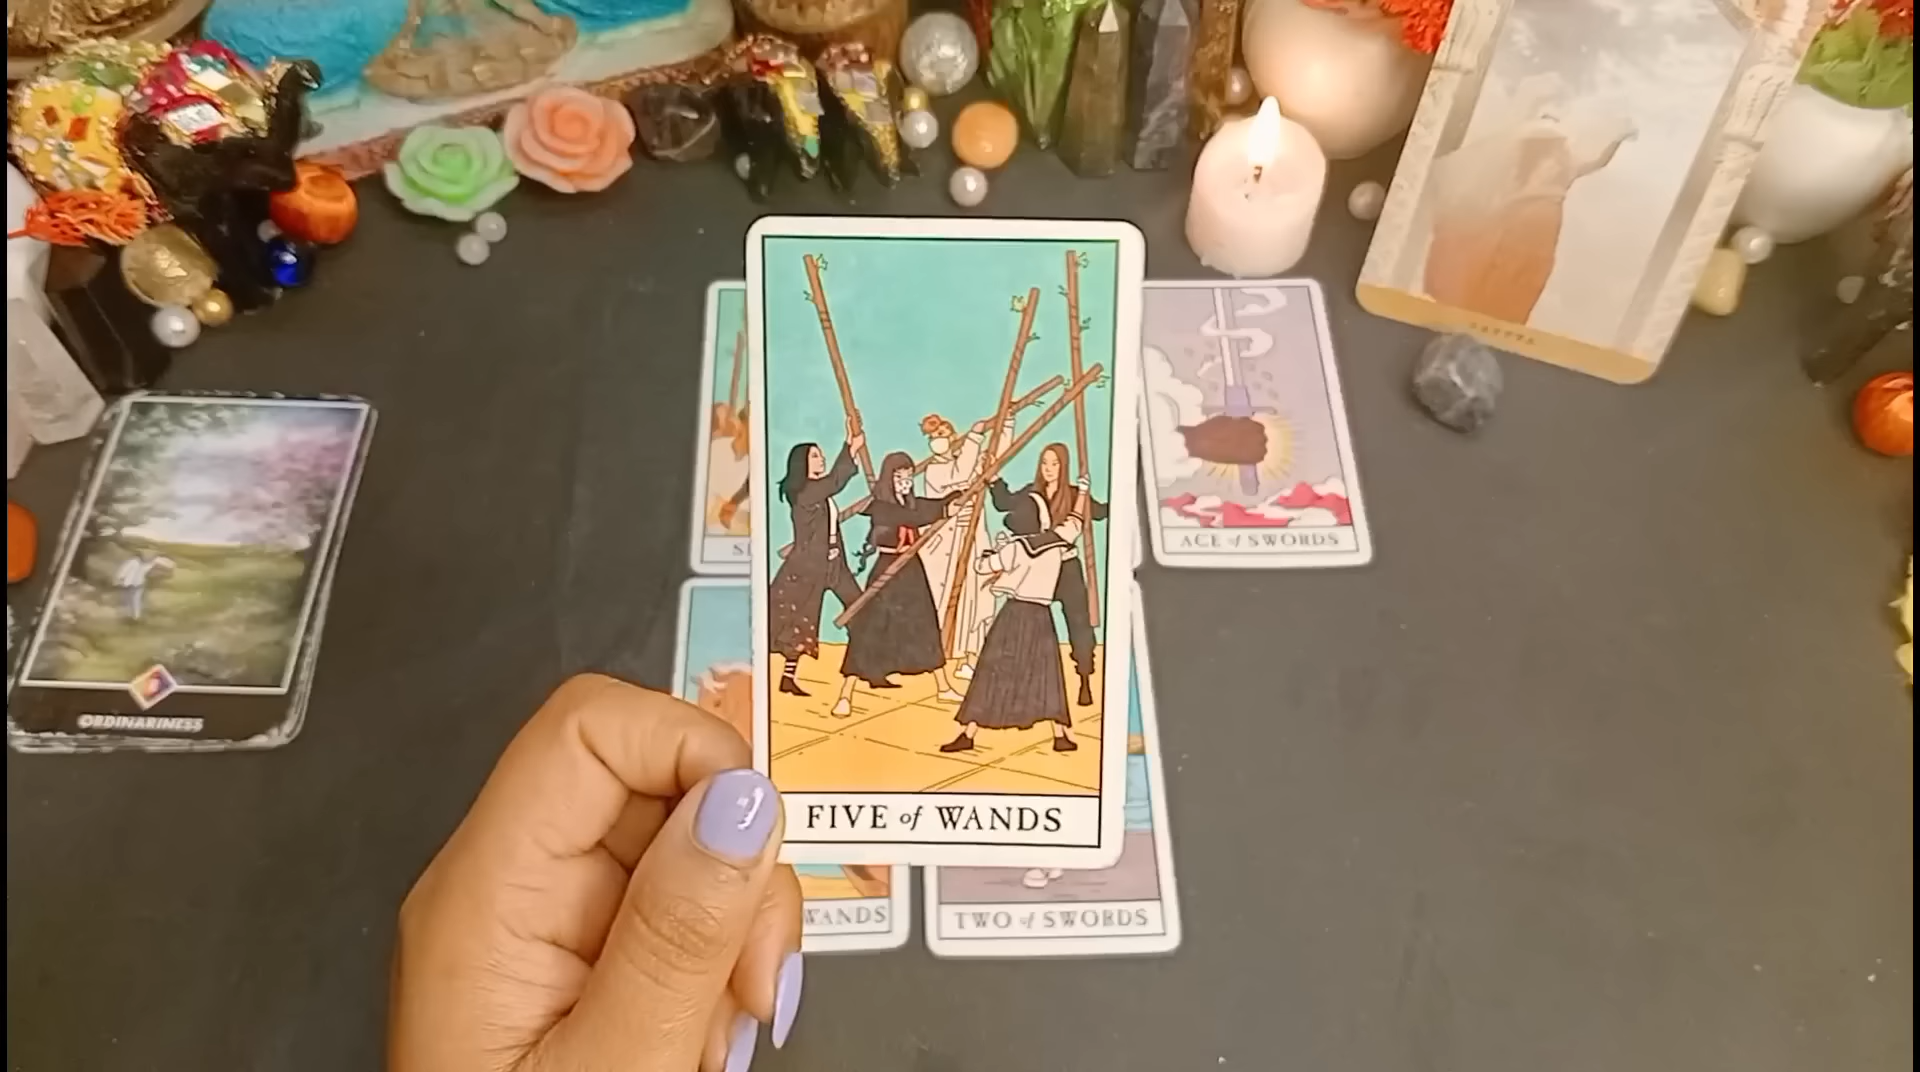 ACE of SWORDS
ORDINARINESS
FIVE of WANDS
WANDS
TWO of SWORDS